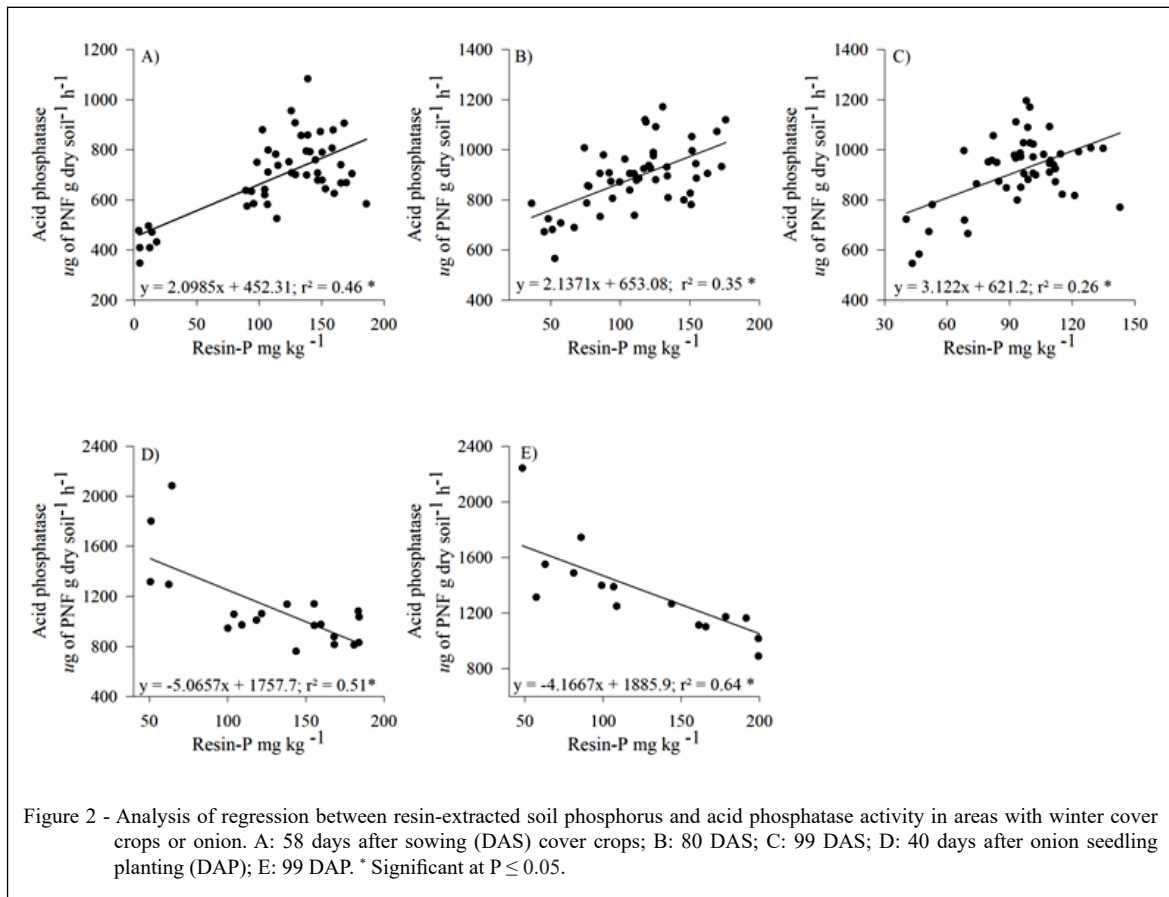 A)
1200
1000
800
600
400
200
0
50
100
150
200
Acid phosphatase
ug of PNF g dry soil⁻¹ h⁻¹
y = 2.0985x + 452.31; r² = 0.46 *
Resin-P mg kg ⁻¹
B)
1400
1200
1000
800
600
400
0
50
100
150
200
Acid phosphatase
ug of PNF g dry soil⁻¹ h⁻¹
y = 2.1371x + 653.08; r² = 0.35 *
Resin-P mg kg ⁻¹
C)
1400
1200
1000
800
600
400
30
60
90
120
150
Acid phosphatase
ug of PNF g dry soil⁻¹ h⁻¹
y = 3.122x + 621.2; r² = 0.26 *
Resin-P mg kg ⁻¹
D)
2400
2000
1600
1200
800
400
50
100
150
200
Acid phosphatase
ug of PNF g dry soil⁻¹ h⁻¹
y = -5.0657x + 1757.7; r² = 0.51*
Resin-P mg kg ⁻¹
E)
2400
2000
1600
1200
800
50
100
150
200
Acid phosphatase
ug of PNF g dry soil⁻¹ h⁻¹
y = -4.1667x + 1885.9; r² = 0.64 *
Resin-P mg kg ⁻¹
Figure 2 - Analysis of regression between resin-extracted soil phosphorus and acid phosphatase activity in areas with winter cover
crops or onion. A: 58 days after sowing (DAS) cover crops; B: 80 DAS; C: 99 DAS; D: 40 days after onion seedling
planting (DAP); E: 99 DAP. * Significant at P ≤ 0.05.